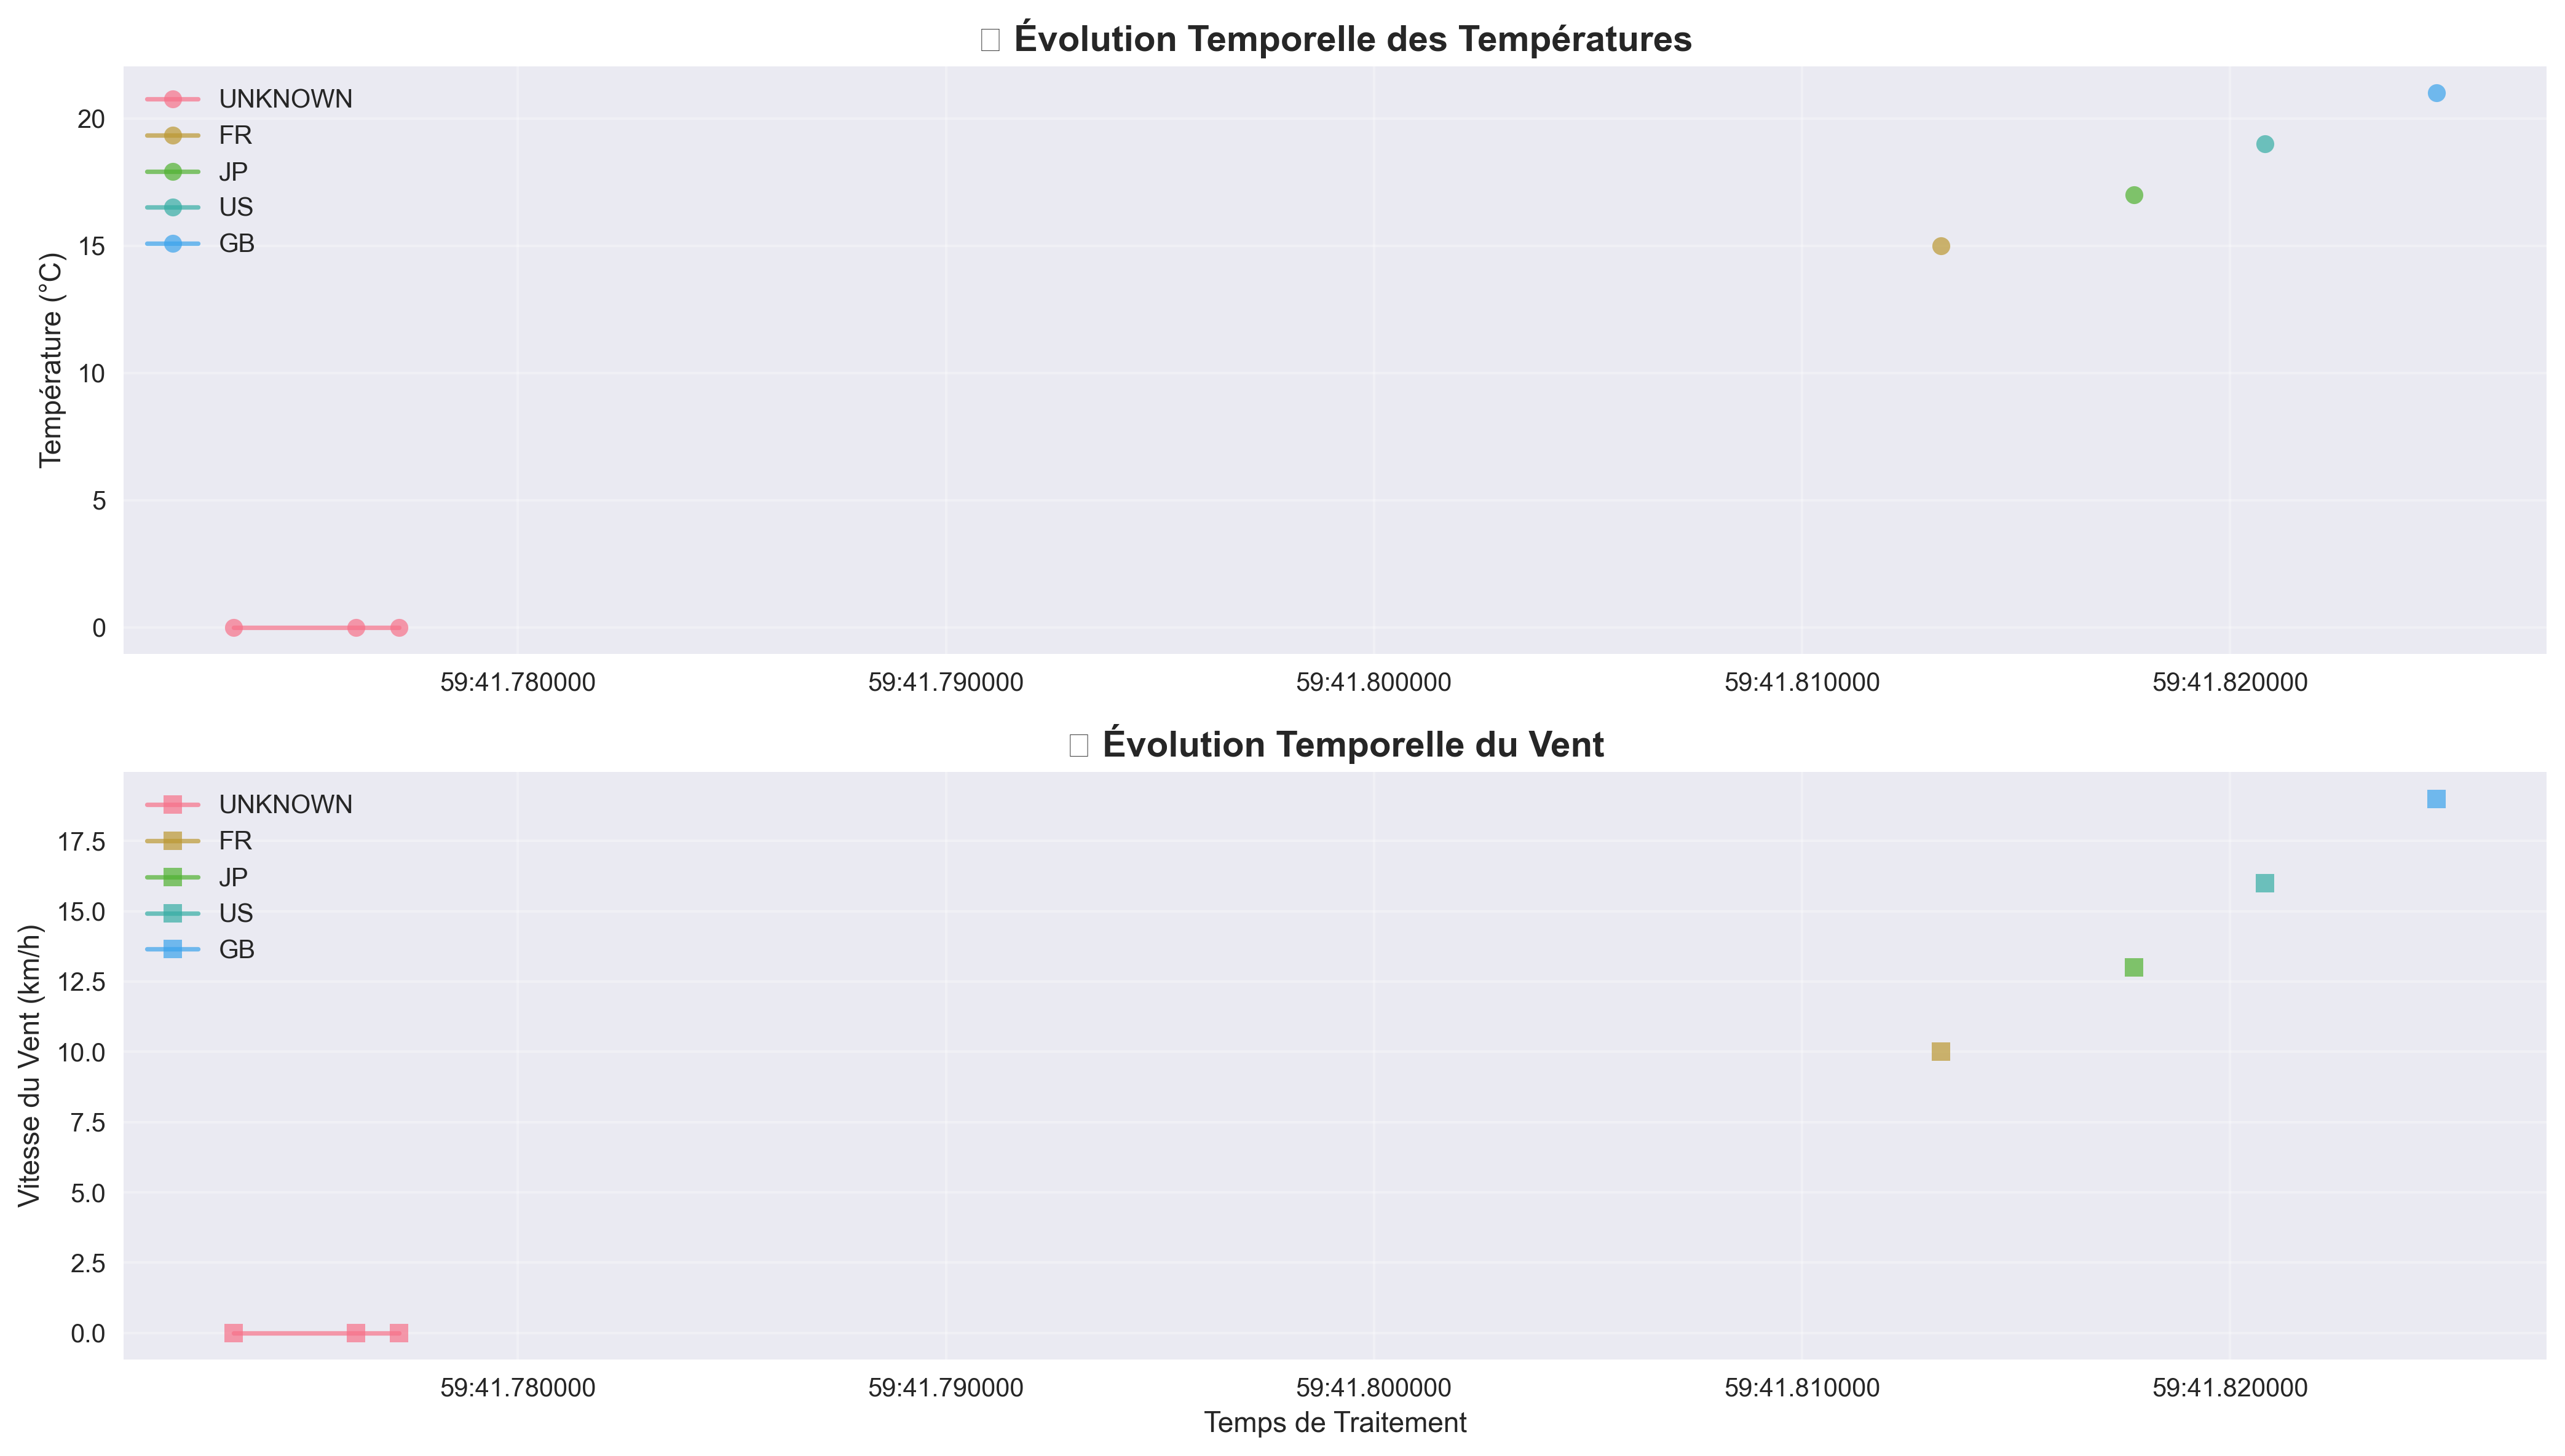 Évolution Temporelle des Températures
UNKNOWN
FR
JP
US
GB
Température (°C)
20
15
10
5
0
59:41.780000 59:41.790000 59:41.800000 59:41.810000 59:41.820000
Évolution Temporelle du Vent
UNKNOWN
FR
JP
US
GB
Vitesse du Vent (km/h)
17.5
15.0
12.5
10.0
7.5
5.0
2.5
0.0
59:41.780000 59:41.790000 59:41.800000 59:41.810000 59:41.820000
Temps de Traitement